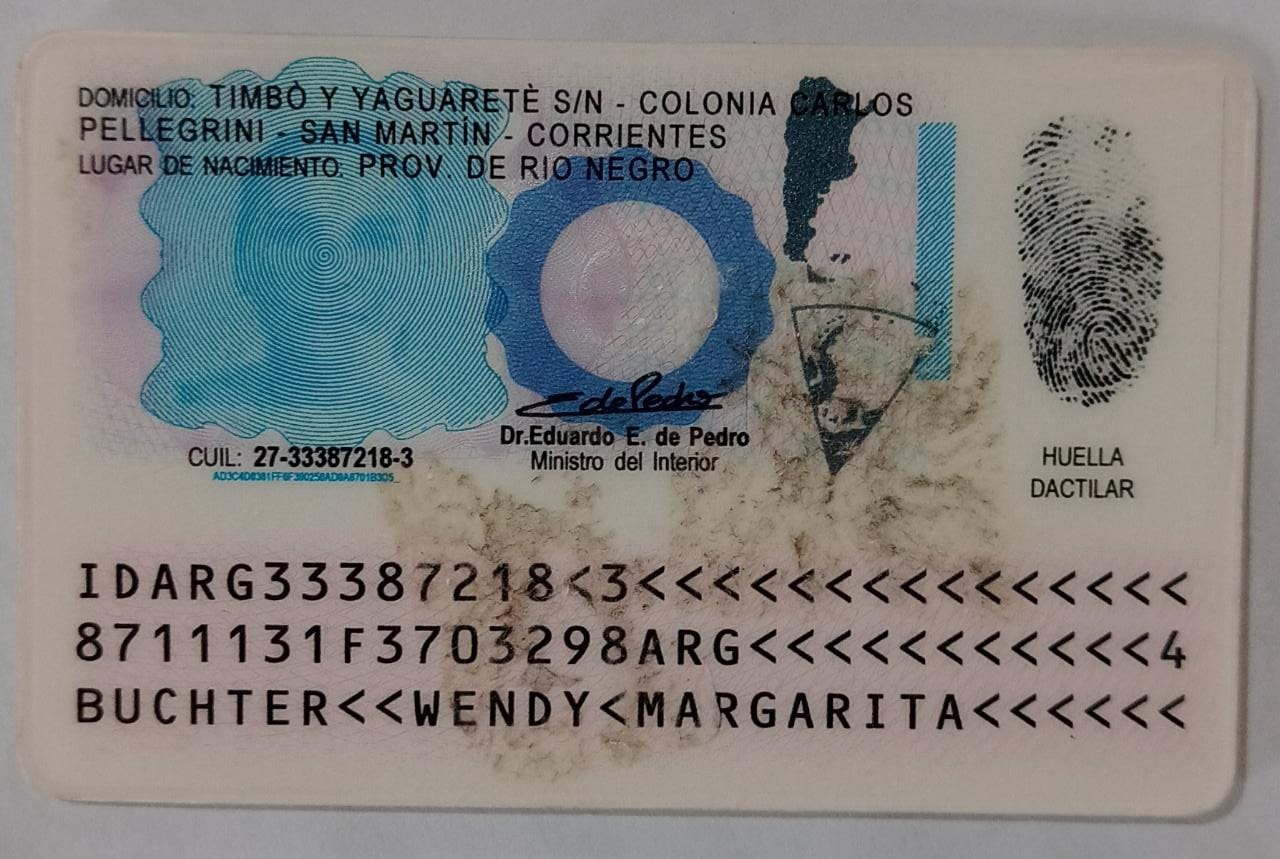 DOMICILIO: TIMBÒ Y YAGUARETÈ S/N - COLONIA CARLOS
PELLEGRINI - SAN MARTÍN - CORRIENTES
LUGAR DE NACIMIENTO: PROV. DE RIO NEGRO
EdePedro
Dr.Eduardo E. de Pedro
Ministro del Interior
CUIL: 27-33387218-3
HUELLA
DACTILAR
IDARG33387218<3<<<<<<<<<<<<<<<
8711131F3703298ARG<<<<<<<<<<<4
BUCHTER<<WENDY<MARGARITA<<<<<<